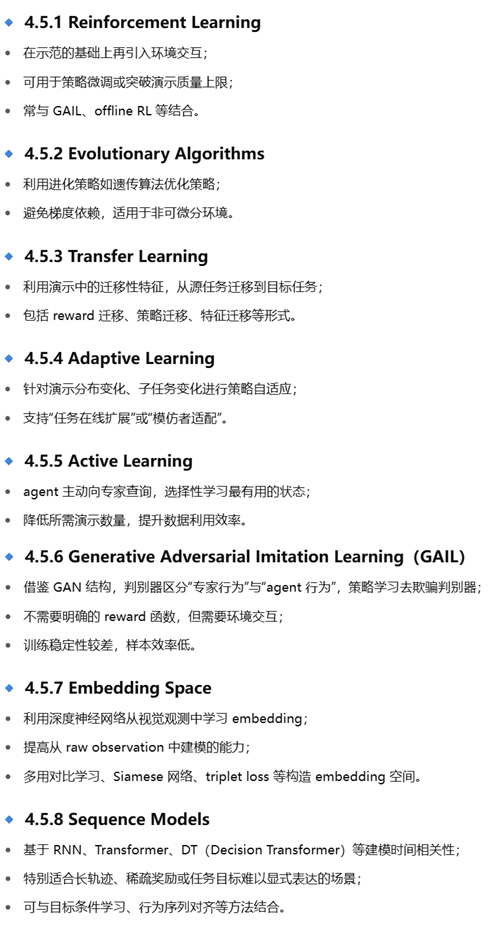 4.5.1 Reinforcement Learning
在示范的基础上再引入环境交互；
可用于策略微调或突破演示质量上限；
常与 GAIL、offline RL 等结合。
4.5.2 Evolutionary Algorithms
利用进化策略如遗传算法优化策略；
避免梯度依赖，适用于非可微分环境。
4.5.3 Transfer Learning
利用演示中的迁移性特征，从源任务迁移到目标任务；
包括 reward 迁移、策略迁移、特征迁移等形式。
4.5.4 Adaptive Learning
针对演示分布变化、子任务变化进行策略自适应；
支持“任务在线扩展”或“模仿者适配”。
4.5.5 Active Learning
agent 主动向专家查询，选择性学习最有用的状态；
降低所需演示数量，提升数据利用效率。
4.5.6 Generative Adversarial Imitation Learning（GAIL）
借鉴 GAN 结构，判别器区分“专家行为”与“agent 行为”，策略学习去欺骗判别器；
不需要明确的 reward 函数，但需要环境交互；
训练稳定性较差，样本效率低。
4.5.7 Embedding Space
利用深度神经网络从视觉观测中学习 embedding；
提高从 raw observation 中建模的能力；
多用对比学习、Siamese 网络、triplet loss 等构造 embedding 空间。
4.5.8 Sequence Models
基于 RNN、Transformer、DT（Decision Transformer）等建模时间相关性；
特别适合长轨迹、稀疏奖励或任务目标难以显式表达的场景；
可与目标条件学习、行为序列对齐等方法结合。